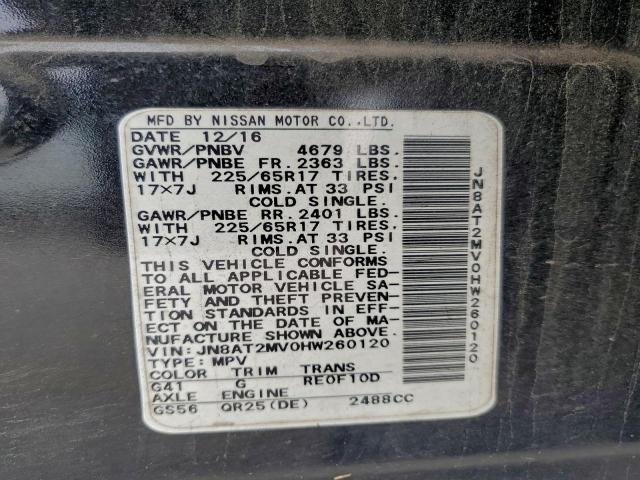 MFD BY NISSAN MOTOR CO.,LTD.
DATE 12/16
GVWR/PNBV 4679 LBS.
GAWR/PNBE FR. 2363 LBS.
WITH 225/65R17 TIRES.
17×7J RIMS.AT 33 PSI
COLD SINGLE.
GAWR/PNBE RR. 2401 LBS.
WITH 225/65R17 TIRES.
17×7J RIMS.AT 33 PSI
COLD SINGLE.
THIS VEHICLE CONFORMS
TO ALL APPLICABLE FED-
ERAL MOTOR VEHICLE SA-
FETY AND THEFT PREVEN-
TION STANDARDS IN EFF-
ECT ON THE DATE OF MA-
NUFACTURE SHOWN ABOVE.
VIN: JN8AT2MV0HW260120
TYPE: MPV
COLOR TRIM TRANS
G41 G RE0F10D
AXLE ENGINE
GS56 QR25(DE) 2488CC
JN8AT2MV0HW260120